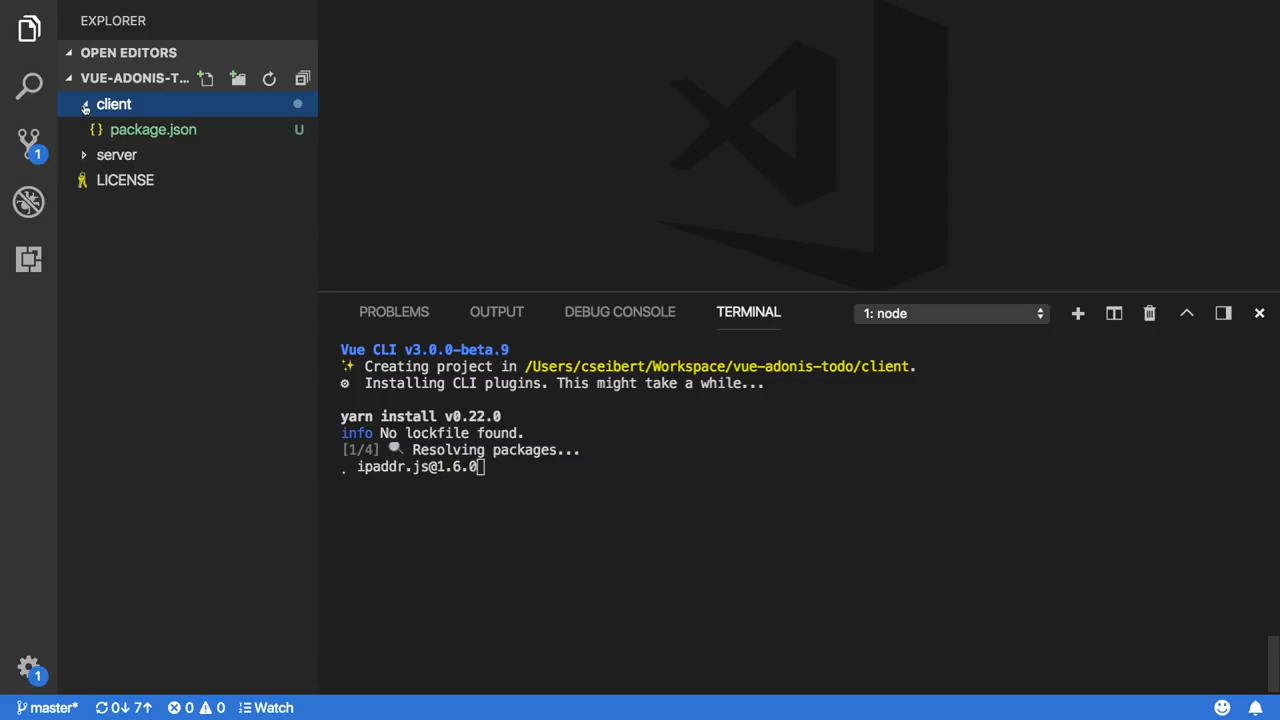 EXPLORER
OPEN EDITORS
VUE-ADONIS-T...
client
{ } package.json U
server
LICENSE
1
PROBLEMS OUTPUT DEBUG CONSOLE TERMINAL 1: node
Vue CLI v3.0.0-beta.9
✨ Creating project in /Users/cseibert/Workspace/vue-adonis-todo/client.
⚙ Installing CLI plugins. This might take a while...
yarn install v0.22.0
info No lockfile found.
[1/4] 🔍 Resolving packages...
. ipaddr.js@1.6.0
1
master* 0↓ 7↑ 0 0 Watch